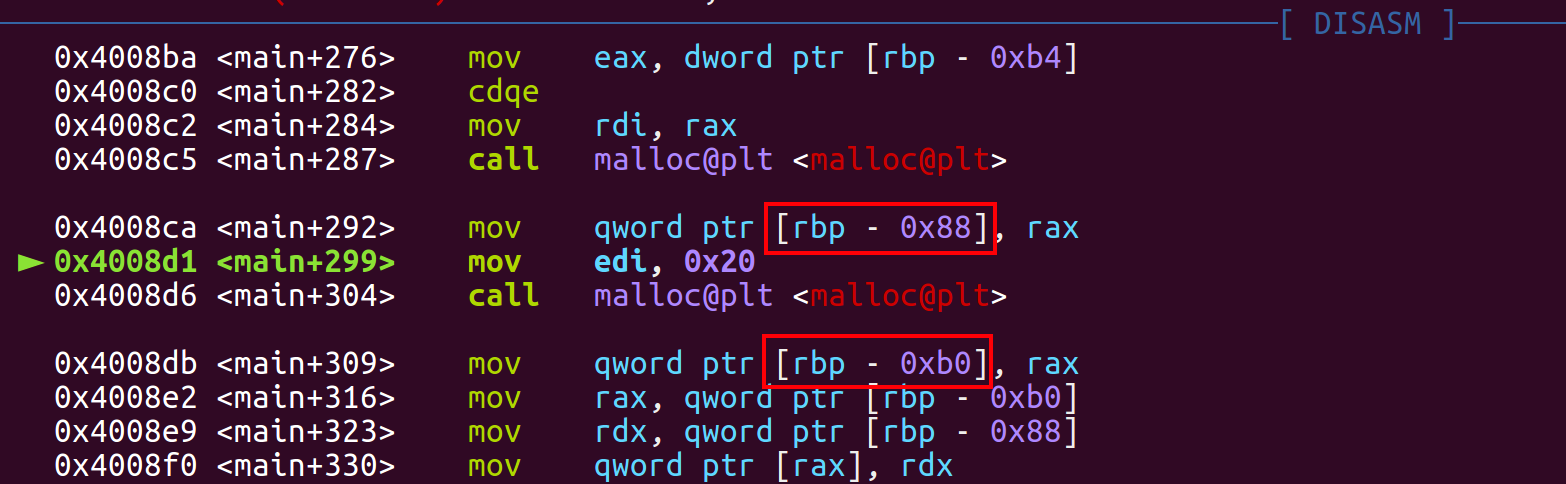 [ DISASM ]
0x4008ba <main+276> mov eax, dword ptr [rbp - 0xb4]
0x4008c0 <main+282> cdqe
0x4008c2 <main+284> mov rdi, rax
0x4008c5 <main+287> call malloc@plt <malloc@plt>
0x4008ca <main+292> mov qword ptr [rbp - 0x88], rax
► 0x4008d1 <main+299> mov edi, 0x20
0x4008d6 <main+304> call malloc@plt <malloc@plt>
0x4008db <main+309> mov qword ptr [rbp - 0xb0], rax
0x4008e2 <main+316> mov rax, qword ptr [rbp - 0xb0]
0x4008e9 <main+323> mov rdx, qword ptr [rbp - 0x88]
0x4008f0 <main+330> mov qword ptr [rax], rdx